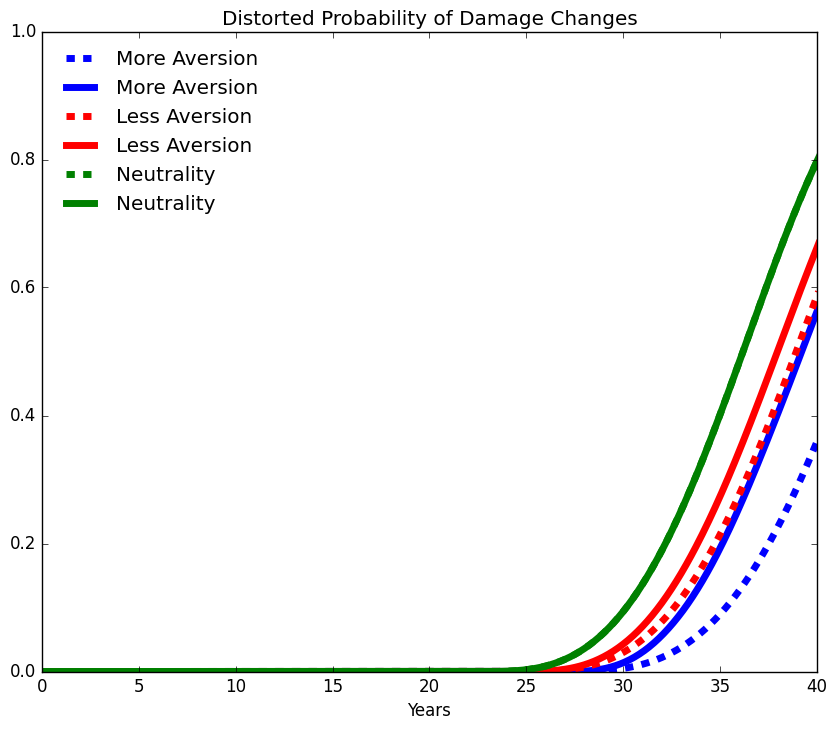 Distorted Probability of Damage Changes
1.0
More Aversion
More Aversion
Less Aversion
Less Aversion
Neutrality
Neutrality
0.8
0.6
0.4
0.2
0.0
0 5 10 15 20 25 30 35 40
Years